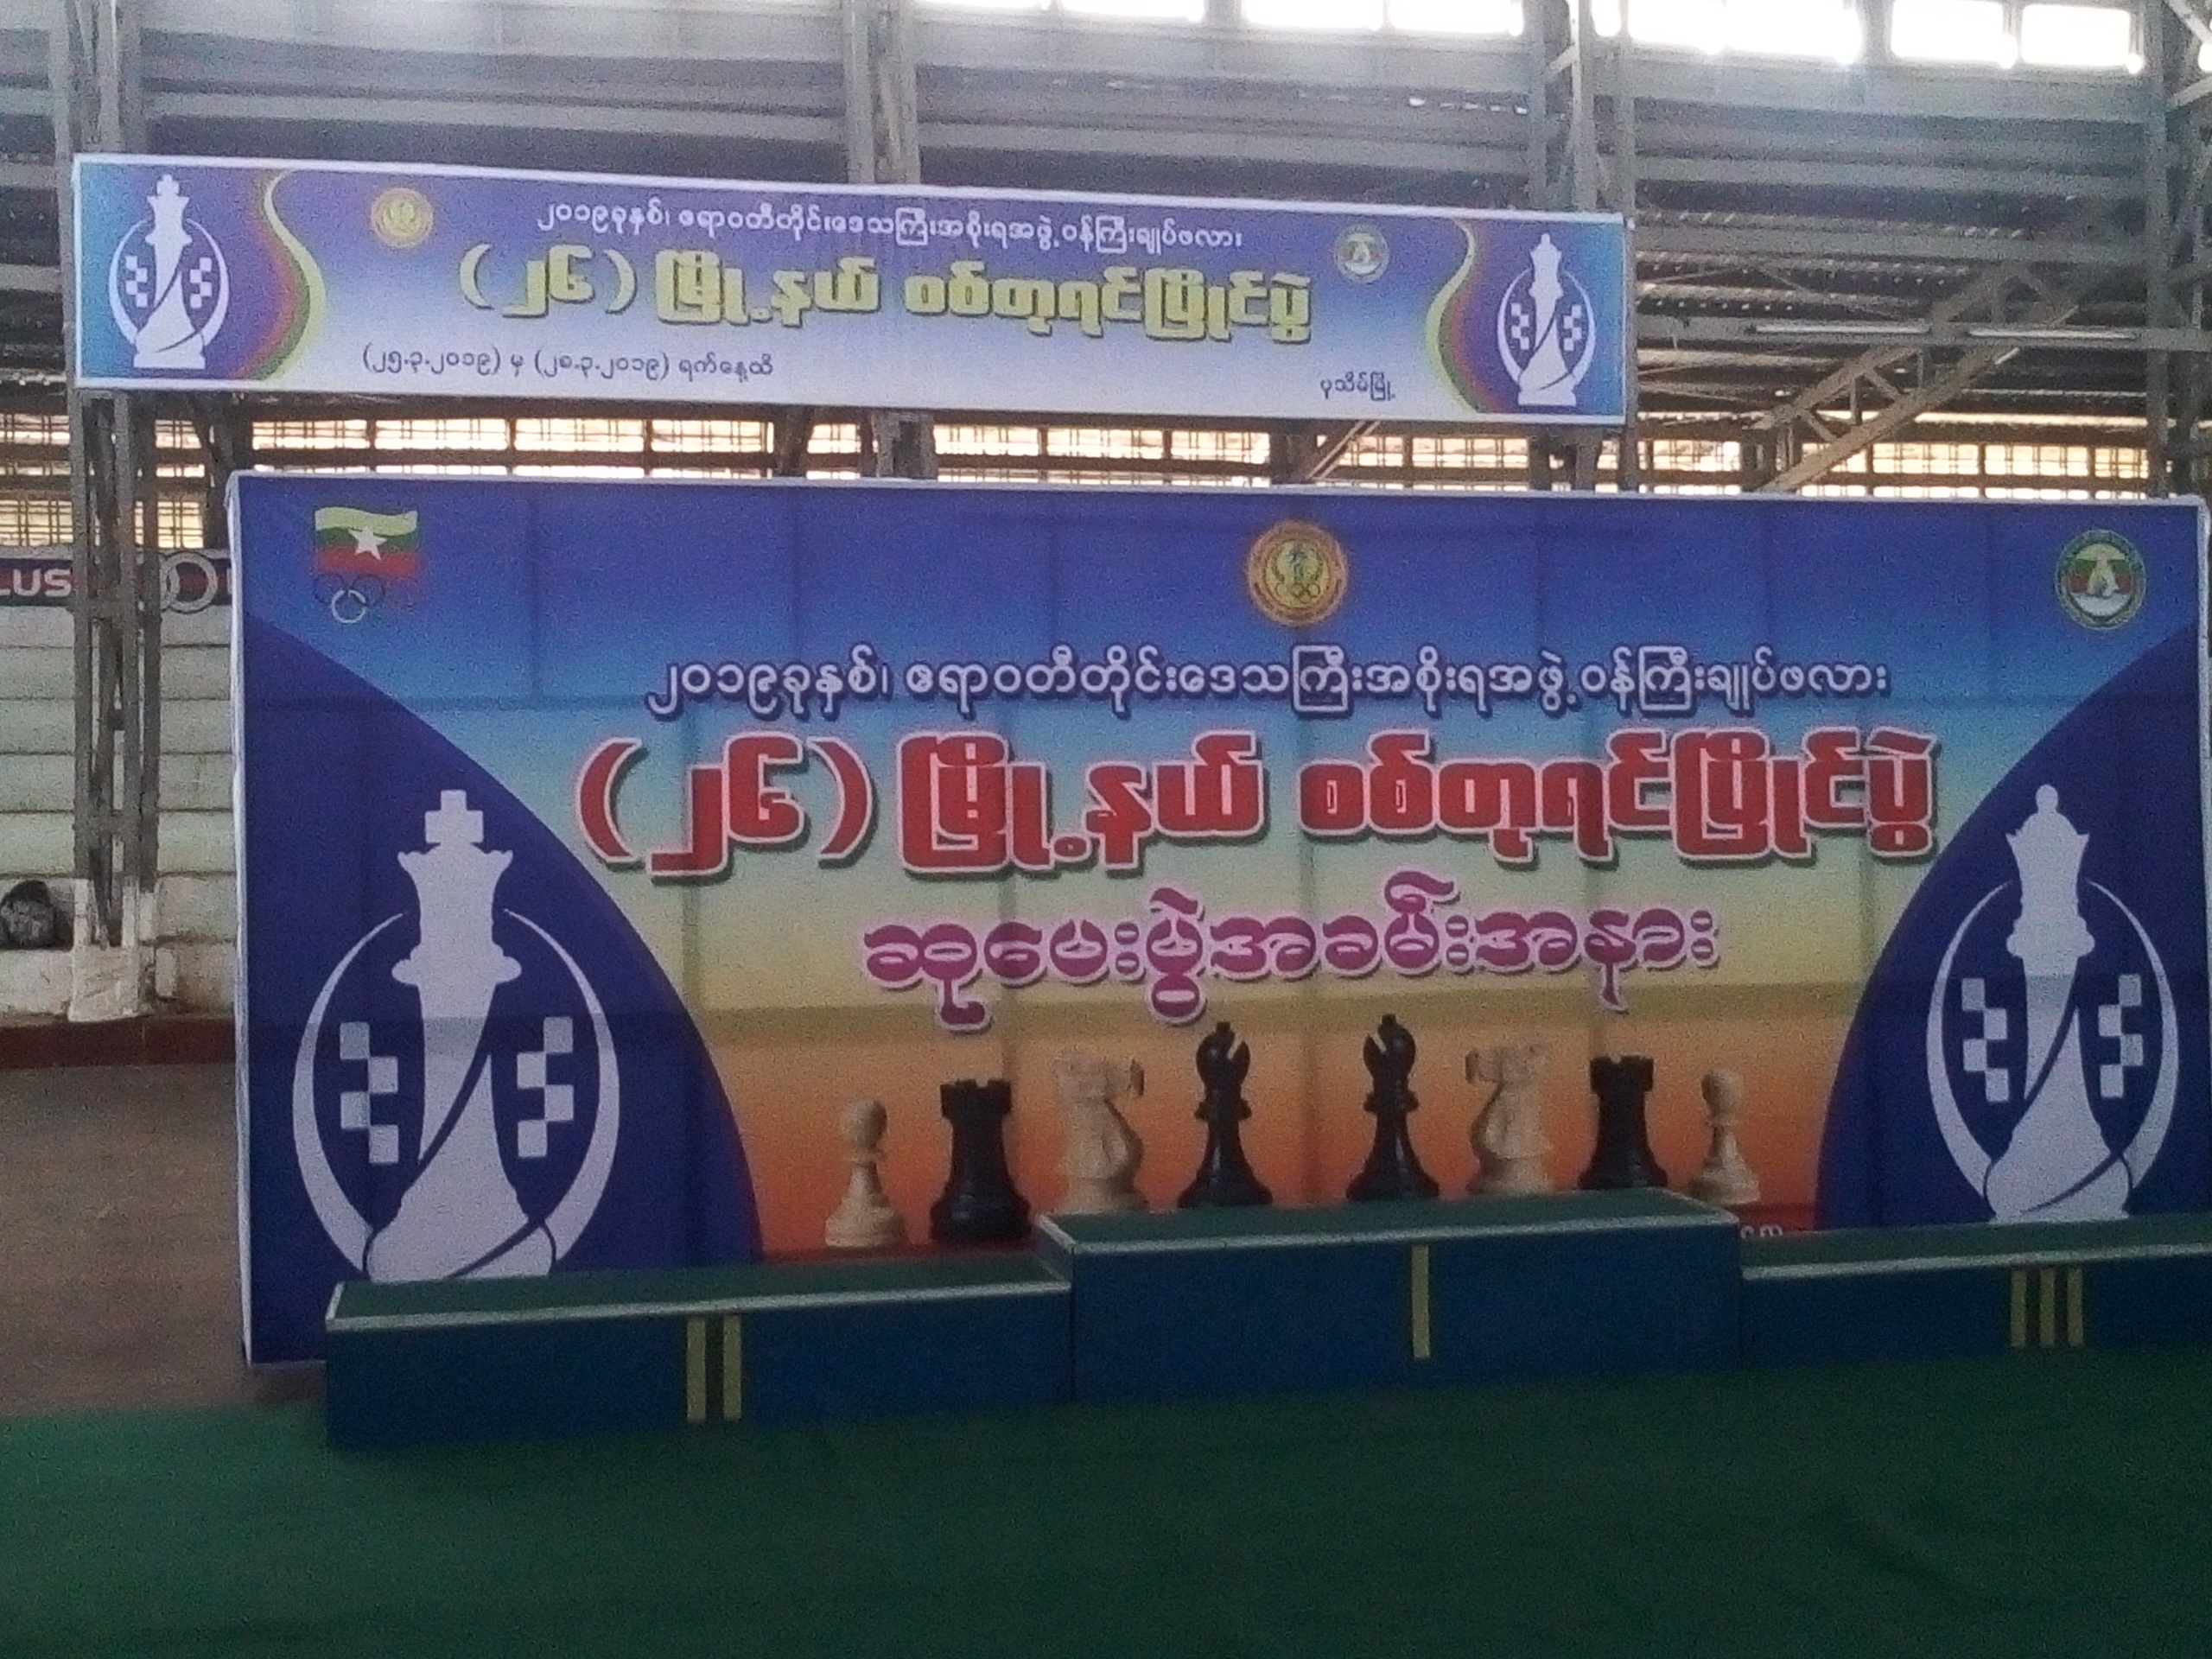 ၂၀၁၉ခုနှစ်၊ ဧရာဝတီတိုင်းဒေသကြီးအစိုးရအဖွဲ့ ဝန်ကြီးချုပ်ဖလား
(၂၆) မြို့နယ် စစ်တုရင်ပြိုင်ပွဲ
(၂၅.၃.၂၀၁၉) မှ (၂၈.၃.၂၀၁၉) ရက်နေ့ထိ
ပုသိမ်မြို့
LUS
၂၀၁၉ခုနှစ်၊ ဧရာဝတီတိုင်းဒေသကြီးအစိုးရအဖွဲ့ ဝန်ကြီးချုပ်ဖလား
(၂၆) မြို့နယ် စစ်တုရင်ပြိုင်ပွဲ
ဆုပေးပွဲအခမ်းအနား